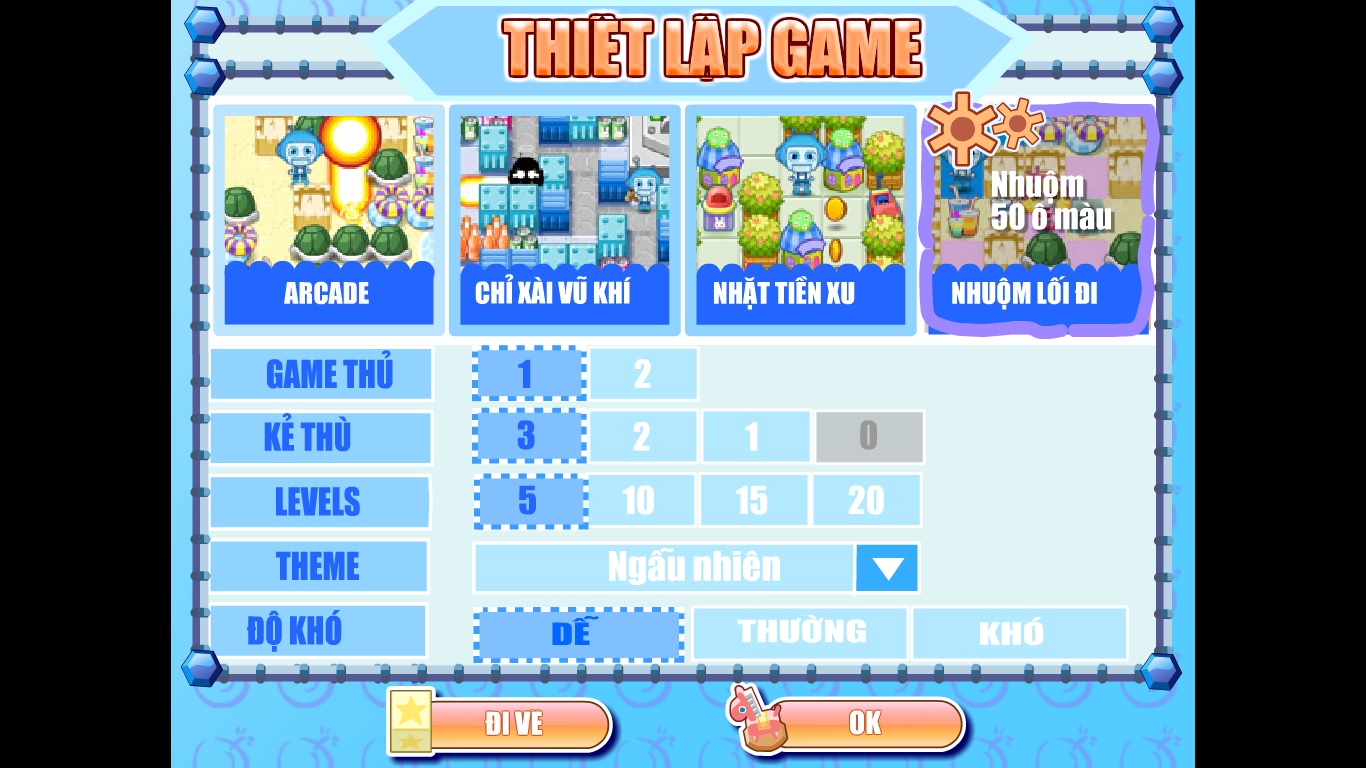 THIẾT LẬP GAME
Nhuộm
50 ô màu
ARCADE
CHỈ XÀI VŨ KHÍ
NHẶT TIỀN XU
NHUỘM LỐI ĐI
GAME THỦ 1 2
KẺ THÙ 3 2 1 0
LEVELS 5 10 15 20
THEME Ngẫu nhiên
ĐỘ KHÓ DỄ THƯỜNG KHÓ
ĐI VE OK